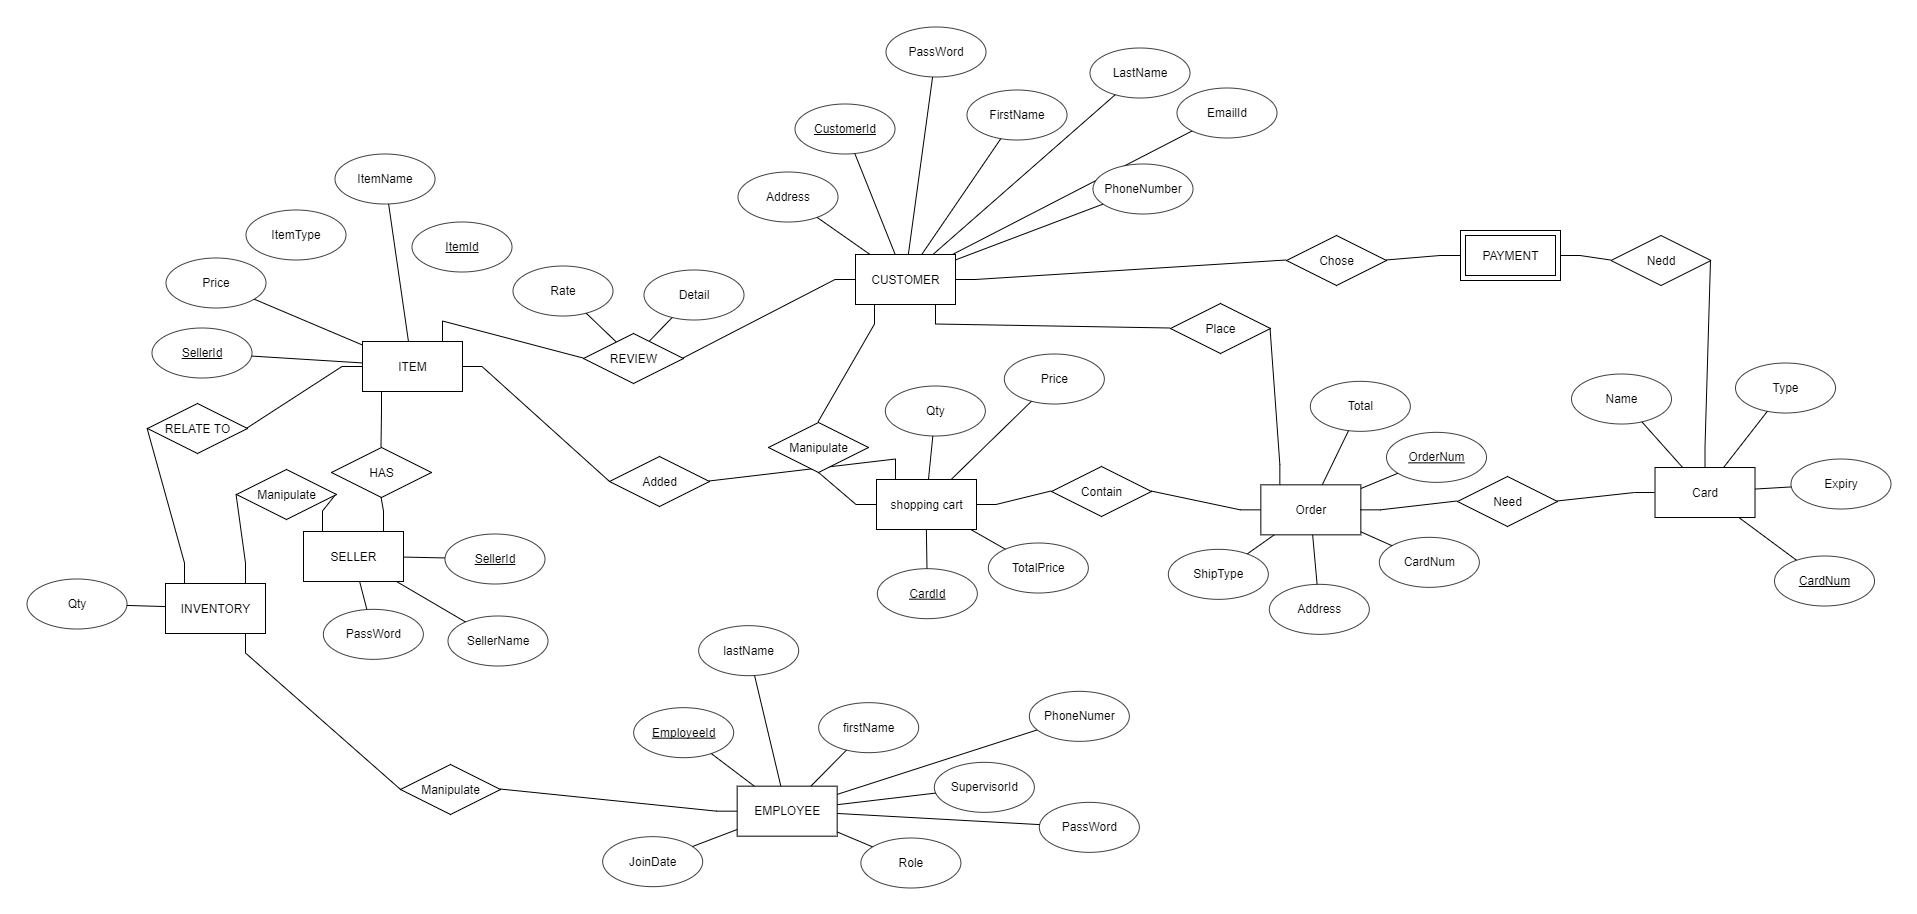 PassWord
LastName
EmailId
FirstName
CustomerId
ItemName
PhoneNumber
Address
ItemType
ItemId
PAYMENT
Chose
Nedd
CUSTOMER
Price
Rate
Detail
Place
SellerId
REVIEW
ITEM
Price
Type
Name
Total
Qty
RELATE TO
Manipulate
OrderNum
HAS
Added
Contain
Expiry
Manipulate
Card
Need
shopping cart
Order
SELLER
SellerId
CardNum
TotalPrice
ShipType
CardNum
CardId
Qty
INVENTORY
Address
PassWord
SellerName
lastName
PhoneNumer
firstName
EmployeeId
SupervisorId
Manipulate
EMPLOYEE
PassWord
JoinDate
Role